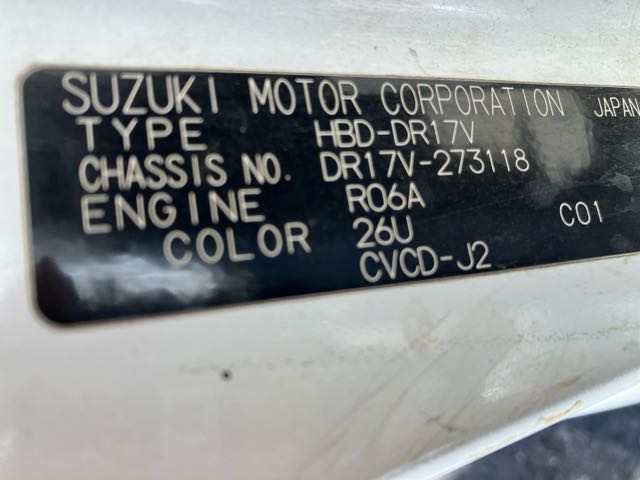 SUZUKI MOTOR CORPORATION JAPAN
TYPE HBD-DR17V
CHASSIS NO. DR17V-273118
ENGINE R06A
COLOR 26U C01
CVCD-J2